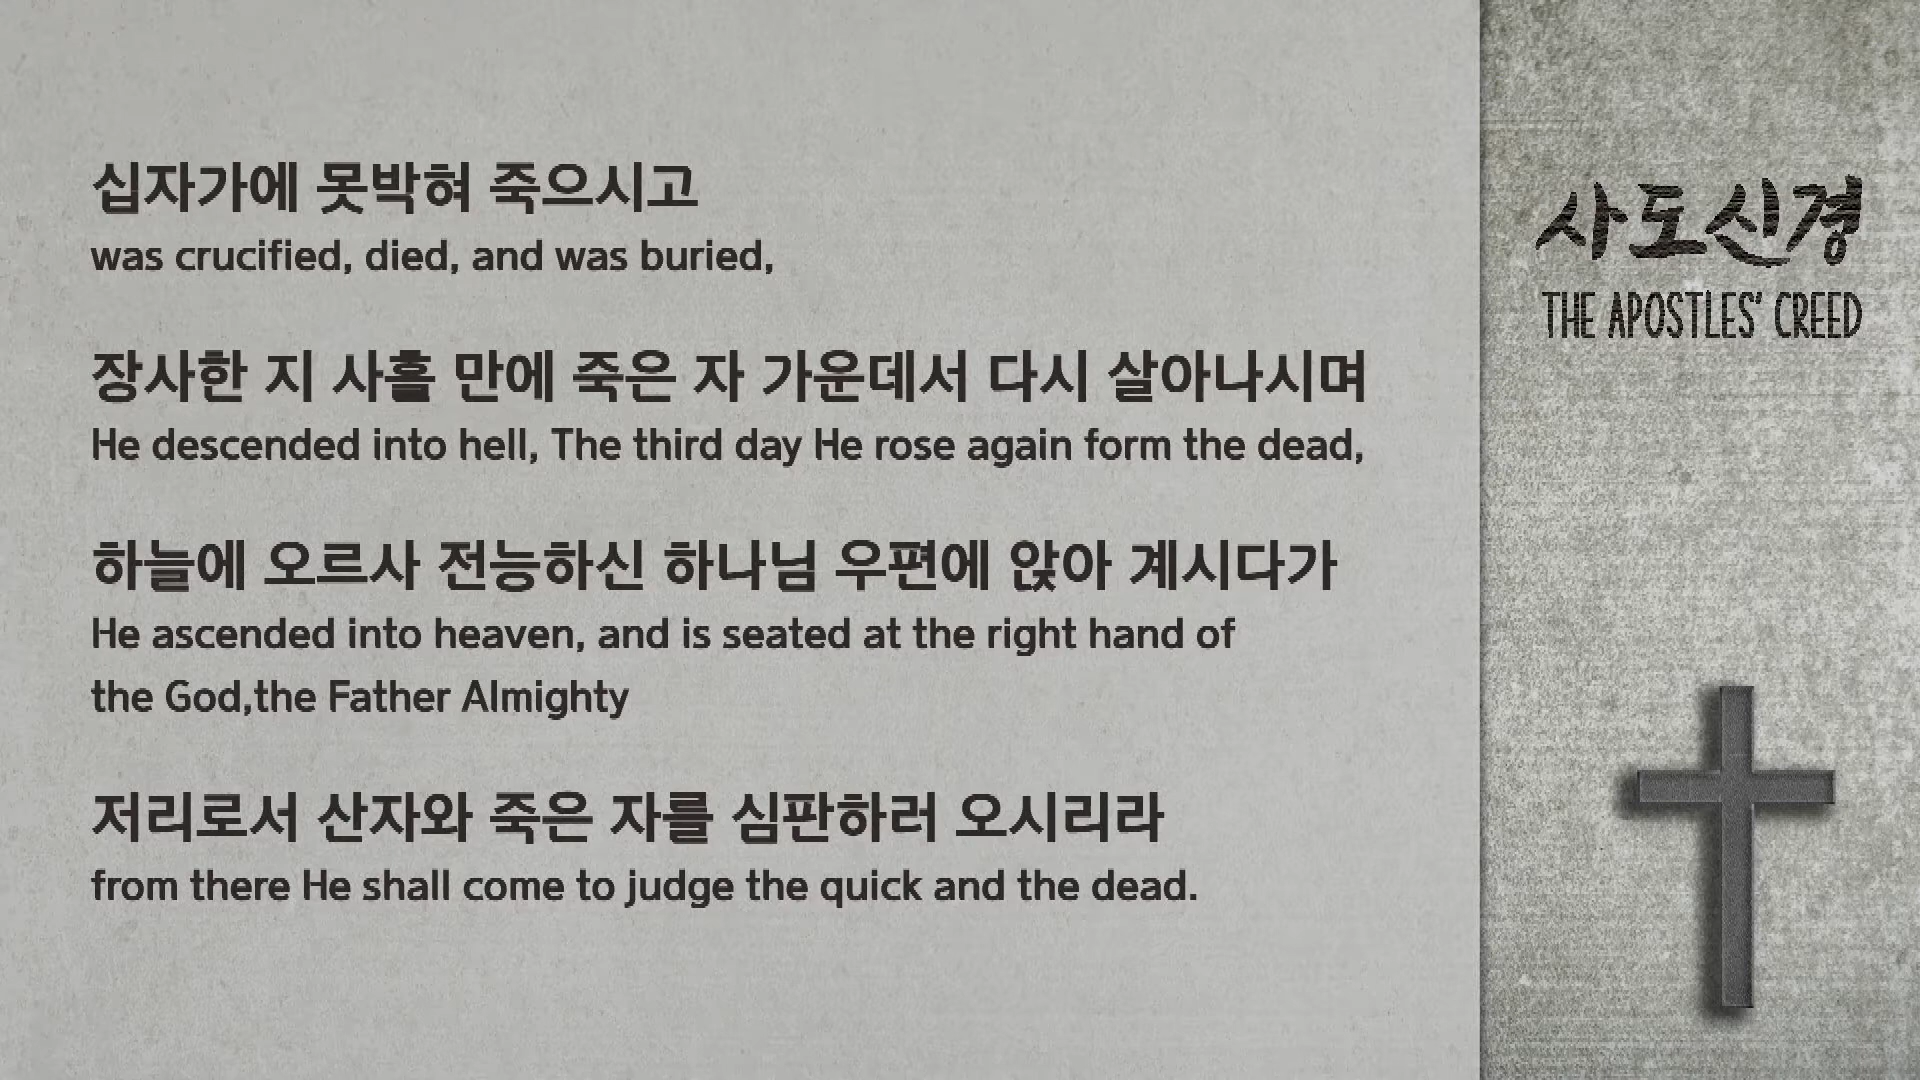 십자가에 못박혀 죽으시고
was crucified, died, and was buried,
장사한 지 사흘 만에 죽은 자 가운데서 다시 살아나시며
He descended into hell, The third day He rose again form the dead,
하늘에 오르사 전능하신 하나님 우편에 앉아 계시다가
He ascended into heaven, and is seated at the right hand of
the God,the Father Almighty
저리로서 산자와 죽은 자를 심판하러 오시리라
from there He shall come to judge the quick and the dead.
사도신경
THE APOSTLES' CREED